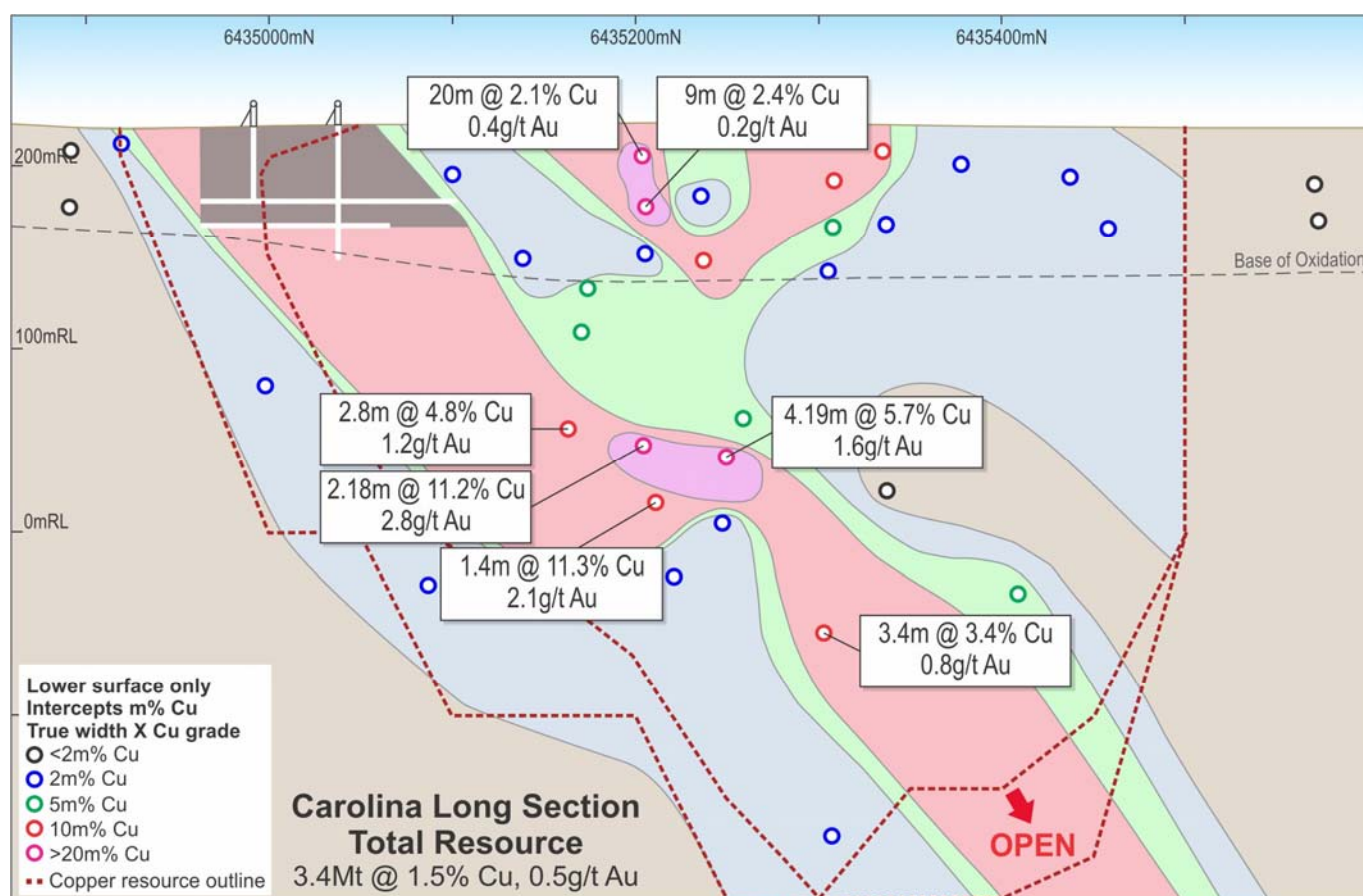 6435000mN
6435200mN
6435400mN
20m @ 2.1% Cu
0.4g/t Au
9m @ 2.4% Cu
0.2g/t Au
200mRL
Base of Oxidation
100mRL
2.8m @ 4.8% Cu
1.2g/t Au
4.19m @ 5.7% Cu
1.6g/t Au
2.18m @ 11.2% Cu
2.8g/t Au
0mRL
1.4m @ 11.3% Cu
2.1g/t Au
3.4m @ 3.4% Cu
0.8g/t Au
Lower surface only
Intercepts m% Cu
True width X Cu grade
<2m% Cu
2m% Cu
5m% Cu
10m% Cu
>20m% Cu
Copper resource outline
Carolina Long Section
Total Resource
3.4Mt @ 1.5% Cu, 0.5g/t Au
OPEN